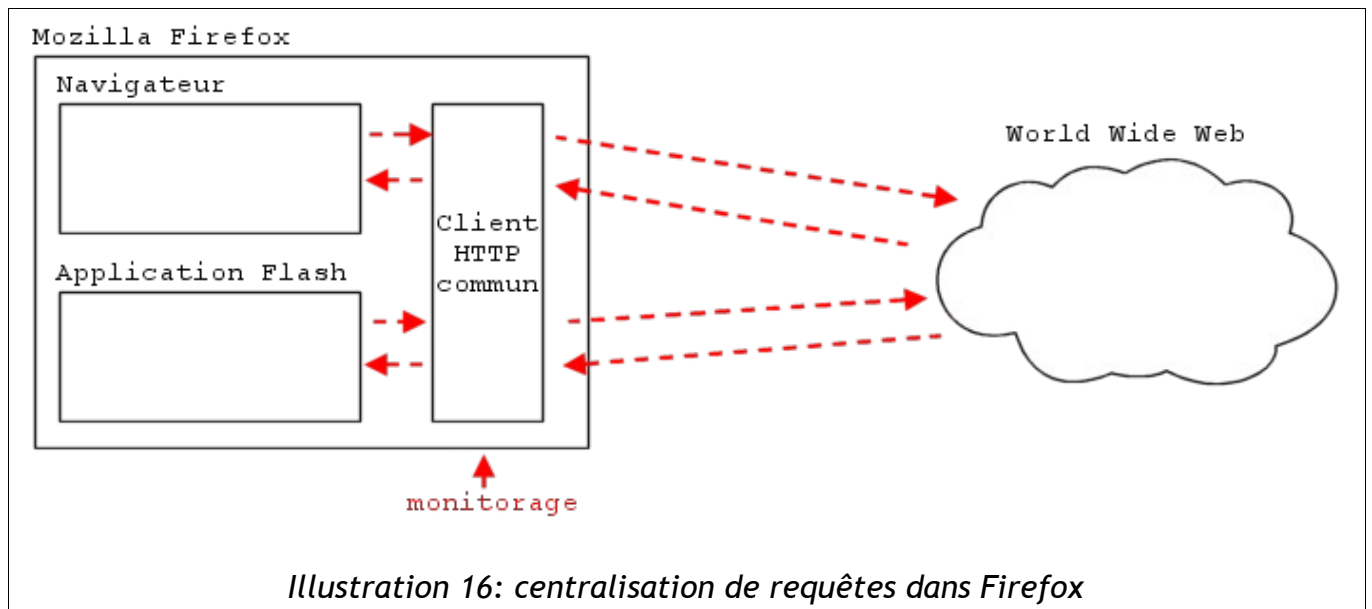 Mozilla Firefox
Navigateur
World Wide Web
Client
HTTP
commun
Application Flash
monitorage
Illustration 16: centralisation de requêtes dans Firefox